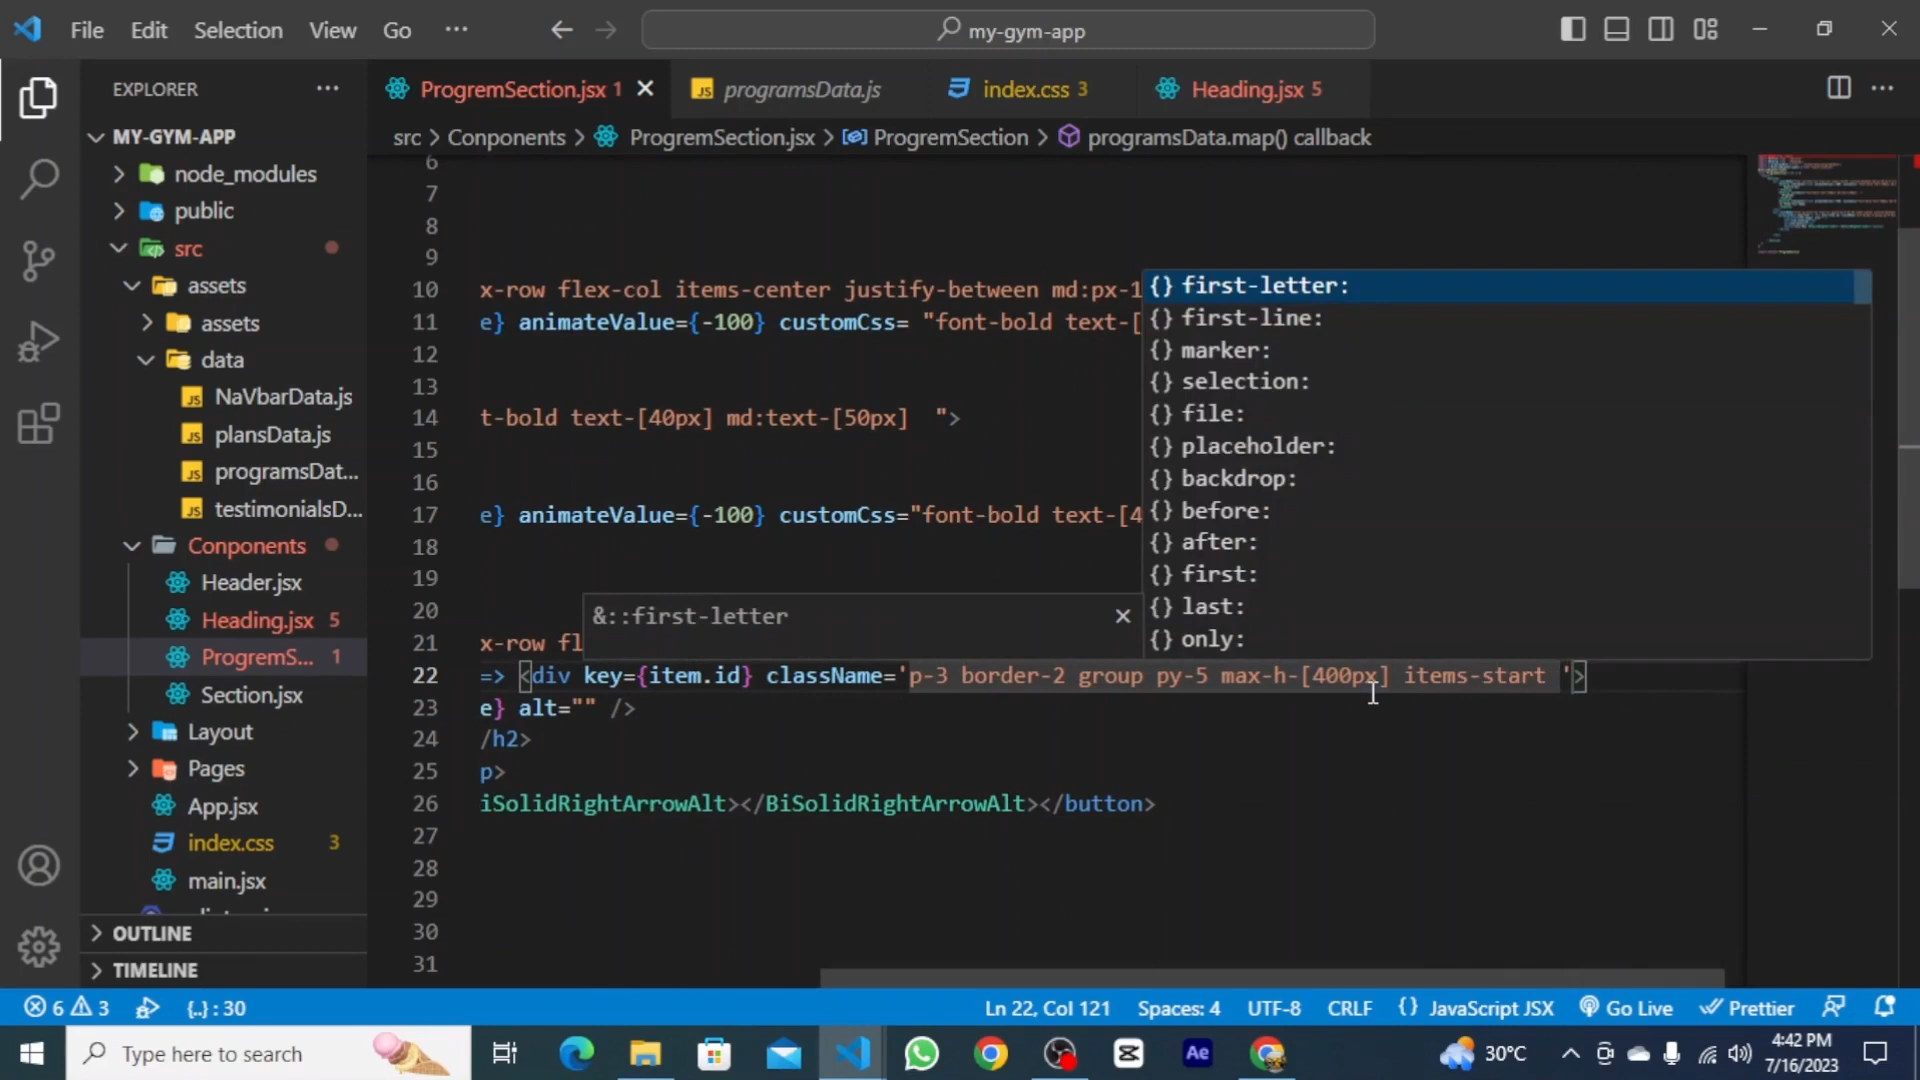 File Edit Selection View Go ··· my-gym-app
EXPLORER ···
ProgremSection.jsx 1
programsData.js
index.css 3
Heading.jsx 5
src > Conponents > ProgremSection.jsx > ProgremSection > programsData.map() callback
MY-GYM-APP
node_modules
public
src
assets
assets
data
NaVbarData.js
plansData.js
programsDat...
testimonialsD...
Conponents
Header.jsx
Heading.jsx 5
ProgremS... 1
Section.jsx
Layout
Pages
App.jsx
index.css 3
main.jsx
OUTLINE
TIMELINE
6
7
8
9
10 x-row flex-col items-center justify-between md:px-1
11 e} animateValue={-100} customCss= "font-bold text-[
12
13
14 t-bold text-[40px] md:text-[50px]  ">
15
16
17 e} animateValue={-100} customCss="font-bold text-[4
18
19
20
21 x-row fl
22 => <div key={item.id} className='p-3 border-2 group py-5 max-h-[400px] items-start '>
23 e} alt="" />
24 /h2>
25 p>
26 iSolidRightArrowAlt></BiSolidRightArrowAlt></button>
27
28
29
30
31
&::first-letter
{} first-letter:
{} first-line:
{} marker:
{} selection:
{} file:
{} placeholder:
{} backdrop:
{} before:
{} after:
{} first:
{} last:
{} only:
6 3 {..} : 30 Ln 22, Col 121 Spaces: 4 UTF-8 CRLF {} JavaScript JSX Go Live Prettier
Type here to search
Ae
30°C
4:42 PM
7/16/2023